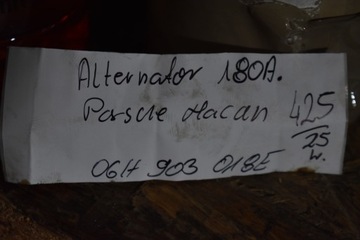 Alternator 180A.
Porsche Macan 425
25
w.
06H 903 018E